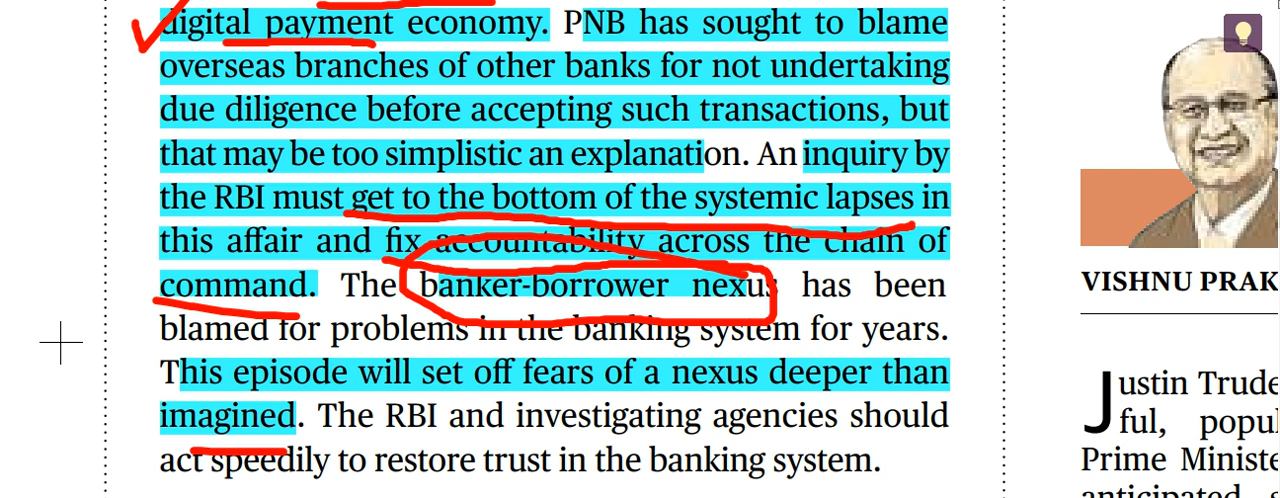 digital payment economy. PNB has sought to blame
overseas branches of other banks for not undertaking
due diligence before accepting such transactions, but
that may be too simplistic an explanation. An inquiry by
the RBI must get to the bottom of the systemic lapses in
this affair and fix accountability across the chain of
command. The banker-borrower nexus has been
blamed for problems in the banking system for years.
This episode will set off fears of a nexus deeper than
imagined. The RBI and investigating agencies should
act speedily to restore trust in the banking system.
VISHNU PRAK
Justin Trude
ful, popul
Prime Ministe
anticipated